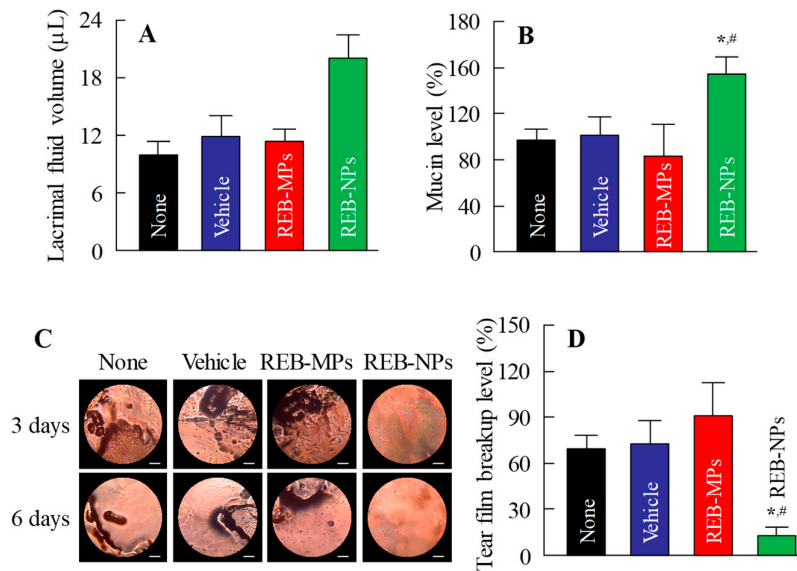 A
Lacrimal fluid volume (µL)
24
18
12
6
0
None
Vehicle
REB-MPs
REB-NPs
B
Mucin level (%)
*,#
200
160
120
80
40
0
None
Vehicle
REB-MPs
REB-NPs
C
None Vehicle REB-MPs REB-NPs
3 days
6 days
D
Tear film breakup level (%)
150
120
90
60
30
0
None
Vehicle
REB-MPs
*,# REB-NPs